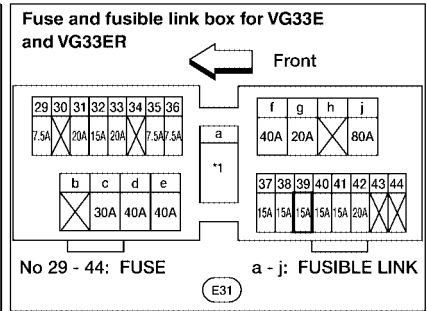 Fuse and fusible link box for VG33E
and VG33ER
Front
29 30 31 32 33 34 35 36
7.5A 20A 15A 20A 7.5A 7.5A
a
*1
f g h j
40A 20A 80A
b c d e
30A 40A 40A
37 38 39 40 41 42 43 44
15A 15A 15A 15A 15A 20A
No 29 - 44: FUSE
a - j: FUSIBLE LINK
E31